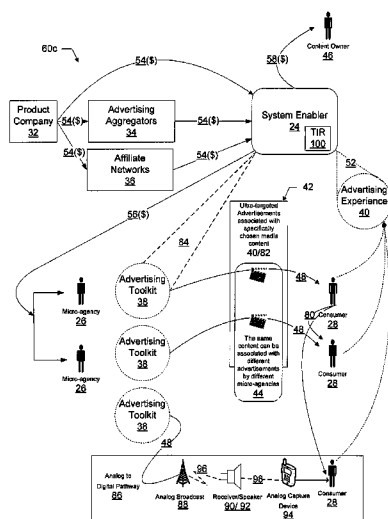 60c
58($)
Content Owner
46
54($)
Product
Company
32
54($)
Advertising
Aggregators
34
54($)
System Enabler
24
TIR
100
54($)
Affiliate
Networks
36
54($)
52
Advertising
Experience
40
56($)
42
Ultra-targeted
Advertisements
associated with
specifically
chosen media
content
40/82
84
Advertising
Toolkit
38
48
Micro-agency
26
80
Consumer
28
Advertising
Toolkit
38
48
The same
content can be
associated with
different
advertisements
by different
micro-agencies
44
Micro-agency
26
Consumer
28
Advertising
Toolkit
38
48
Analog to
Digital Pathway
86
96
Analog Broadcast
88
Receiver/Speaker
90/ 92
98
Analog Capture
Device
94
Consumer
28